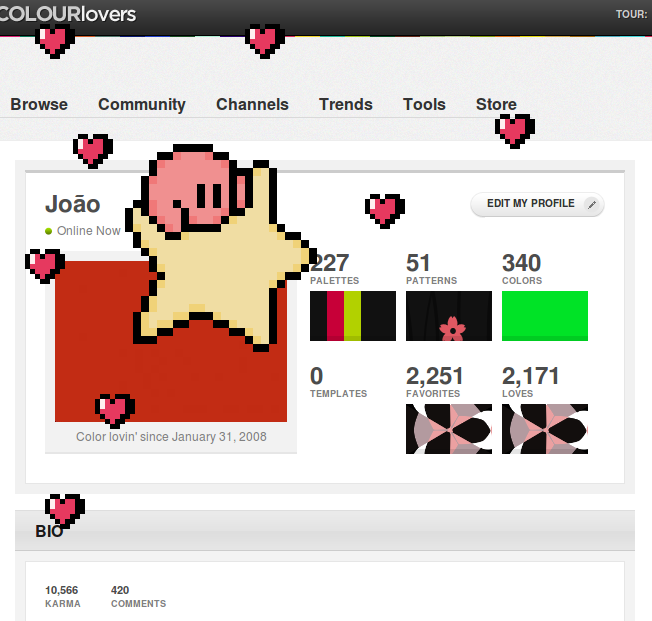 COLOURlovers
TOUR:
Browse Community Channels Trends Tools Store
João
EDIT MY PROFILE
Online Now
227 51 340
PALETTES PATTERNS COLORS
0 2,251 2,171
TEMPLATES FAVORITES LOVES
Color lovin' since January 31, 2008
BIO
10,566 420
KARMA COMMENTS